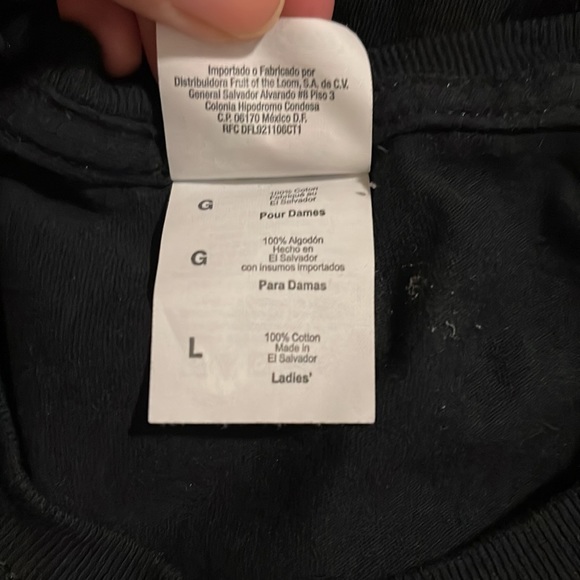 Importado o Fabricado por
Distribuidora Fruit of the Loom, S.A. de C.V.
General Salvador Alvarado #8 Piso 3
Colonia Hipodromo Condesa
C.P. 06170 México D.F.
RFC DFL921106CT1
G
100% Coton
Fabriqué au
El Salvador
Pour Dames
G
100% Algodón
Hecho en
El Salvador
con insumos importados
Para Damas
L
100% Cotton
Made in
El Salvador
Ladies'